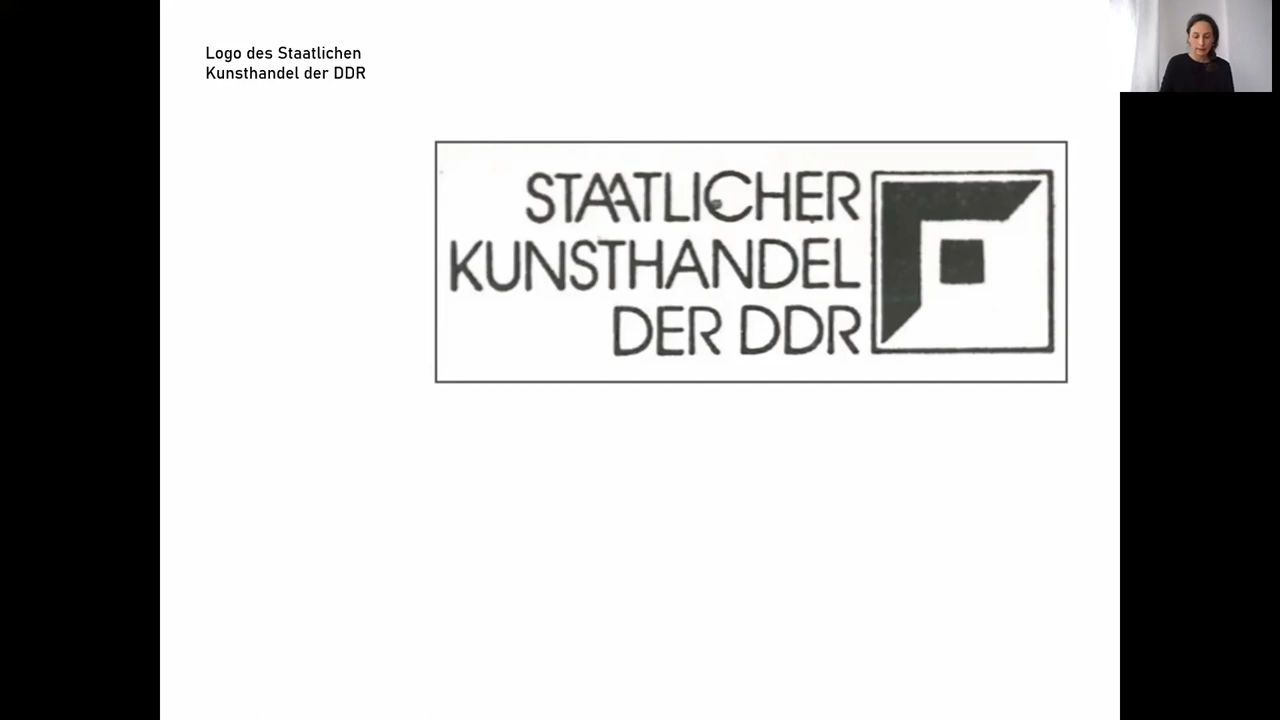 Logo des Staatlichen
Kunsthandel der DDR
STAATLICHER
KUNSTHANDEL
DER DDR